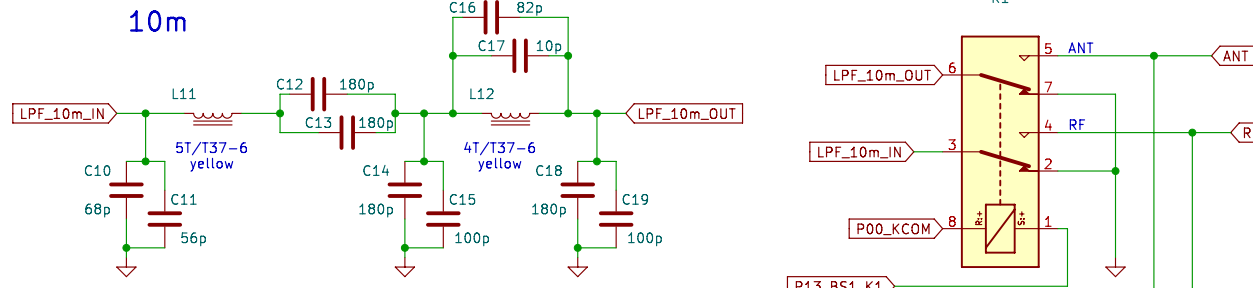 10m
C16 82p
C17 10p
C12 180p
C13 180p
L11
L12
LPF_10m_IN
LPF_10m_OUT
5T/T37-6
yellow
4T/T37-6
yellow
C10
68p
C11
56p
C14
180p
C15
100p
C18
180p
C19
100p
5 ANT
ANT
LPF_10m_OUT 6
7
4 RF
R
LPF_10m_IN 3
2
P00_KCOM 8
R:+
S:+
1
P13_BS1_K1